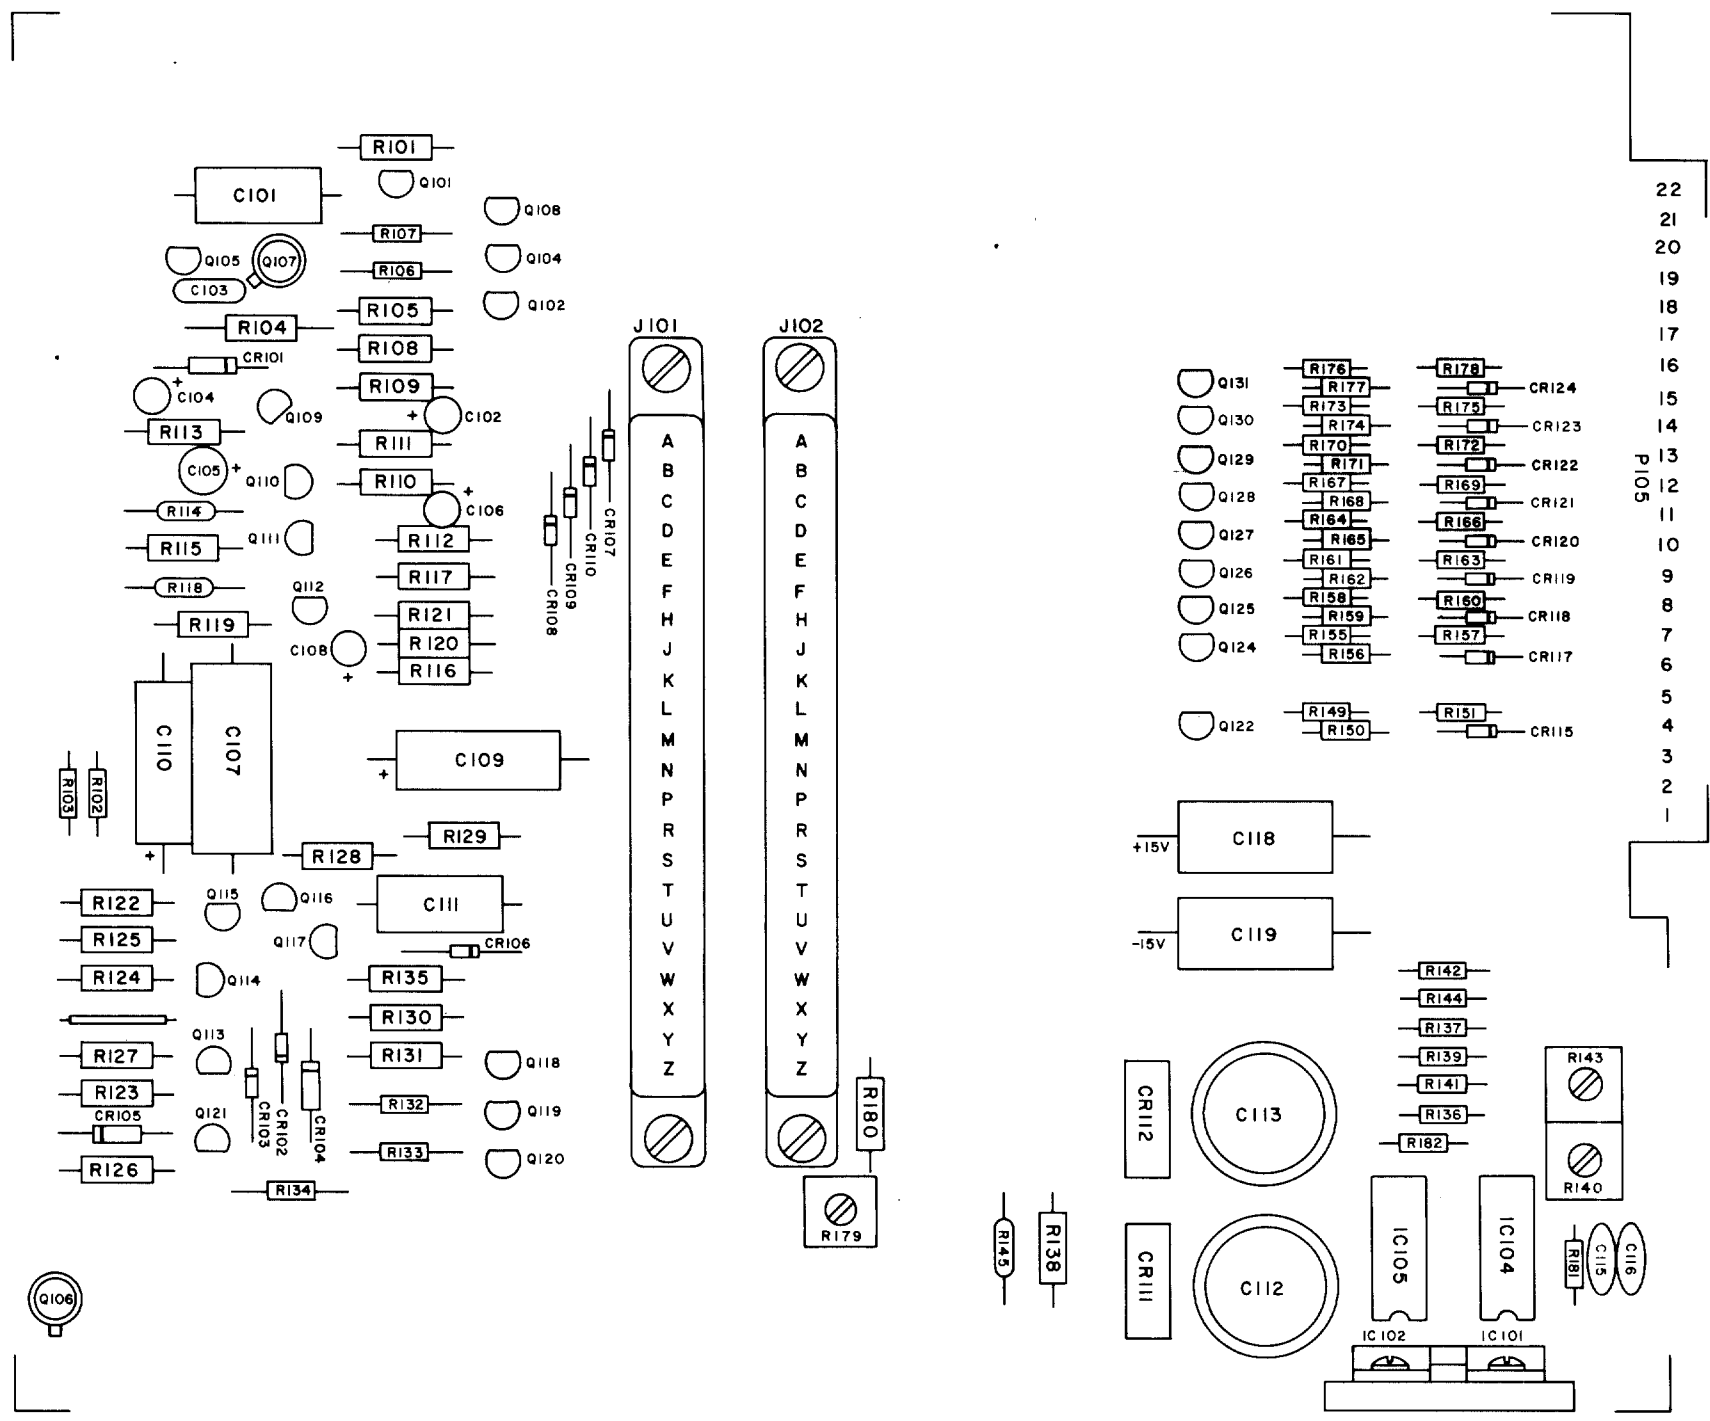 R101
Q101
C101
Q108
R107
Q105
Q107
Q104
R106
C103
Q102
R105
R104
R108
CR101
R109
C104
Q109
C102
R113
R111
C105
Q110
R110
C106
R114
Q111
R112
R115
R117
R118
Q112
R121
R119
R120
C108
R116
CR107
CR110
CR109
CR108
C110
C107
C109
R103
R102
R129
R128
R122
Q115
Q116
C111
R125
Q117
CR106
R124
Q114
R135
R130
Q113
R127
R131
Q118
R123
R132
CR105
Q121
CR103
CR102
CR104
Q119
R126
R133
Q120
R134
Q106
J101
A
B
C
D
E
F
H
J
K
L
M
N
P
R
S
T
U
V
W
X
Y
Z
J102
A
B
C
D
E
F
H
J
K
L
M
N
P
R
S
T
U
V
W
X
Y
Z
R180
R179
Q131
R176
R178
R177
CR124
Q130
R173
R175
R174
CR123
Q129
R170
R172
R171
CR122
Q128
R167
R169
R168
CR121
Q127
R164
R166
R165
CR120
Q126
R161
R163
R162
CR119
Q125
R158
R160
R159
CR118
Q124
R155
R157
R156
CR117
Q122
R149
R151
R150
CR115
22
21
20
19
18
17
16
15
14
13
12
11
10
9
8
7
6
5
4
3
2
1
P105
+15V
C118
-15V
C119
R142
R144
R137
R139
R141
R136
R182
R143
R140
CR112
C113
R145
R138
CR111
C112
IC105
IC104
R181
C115
C116
IC102
IC101
+
+
+
+
+
+
+